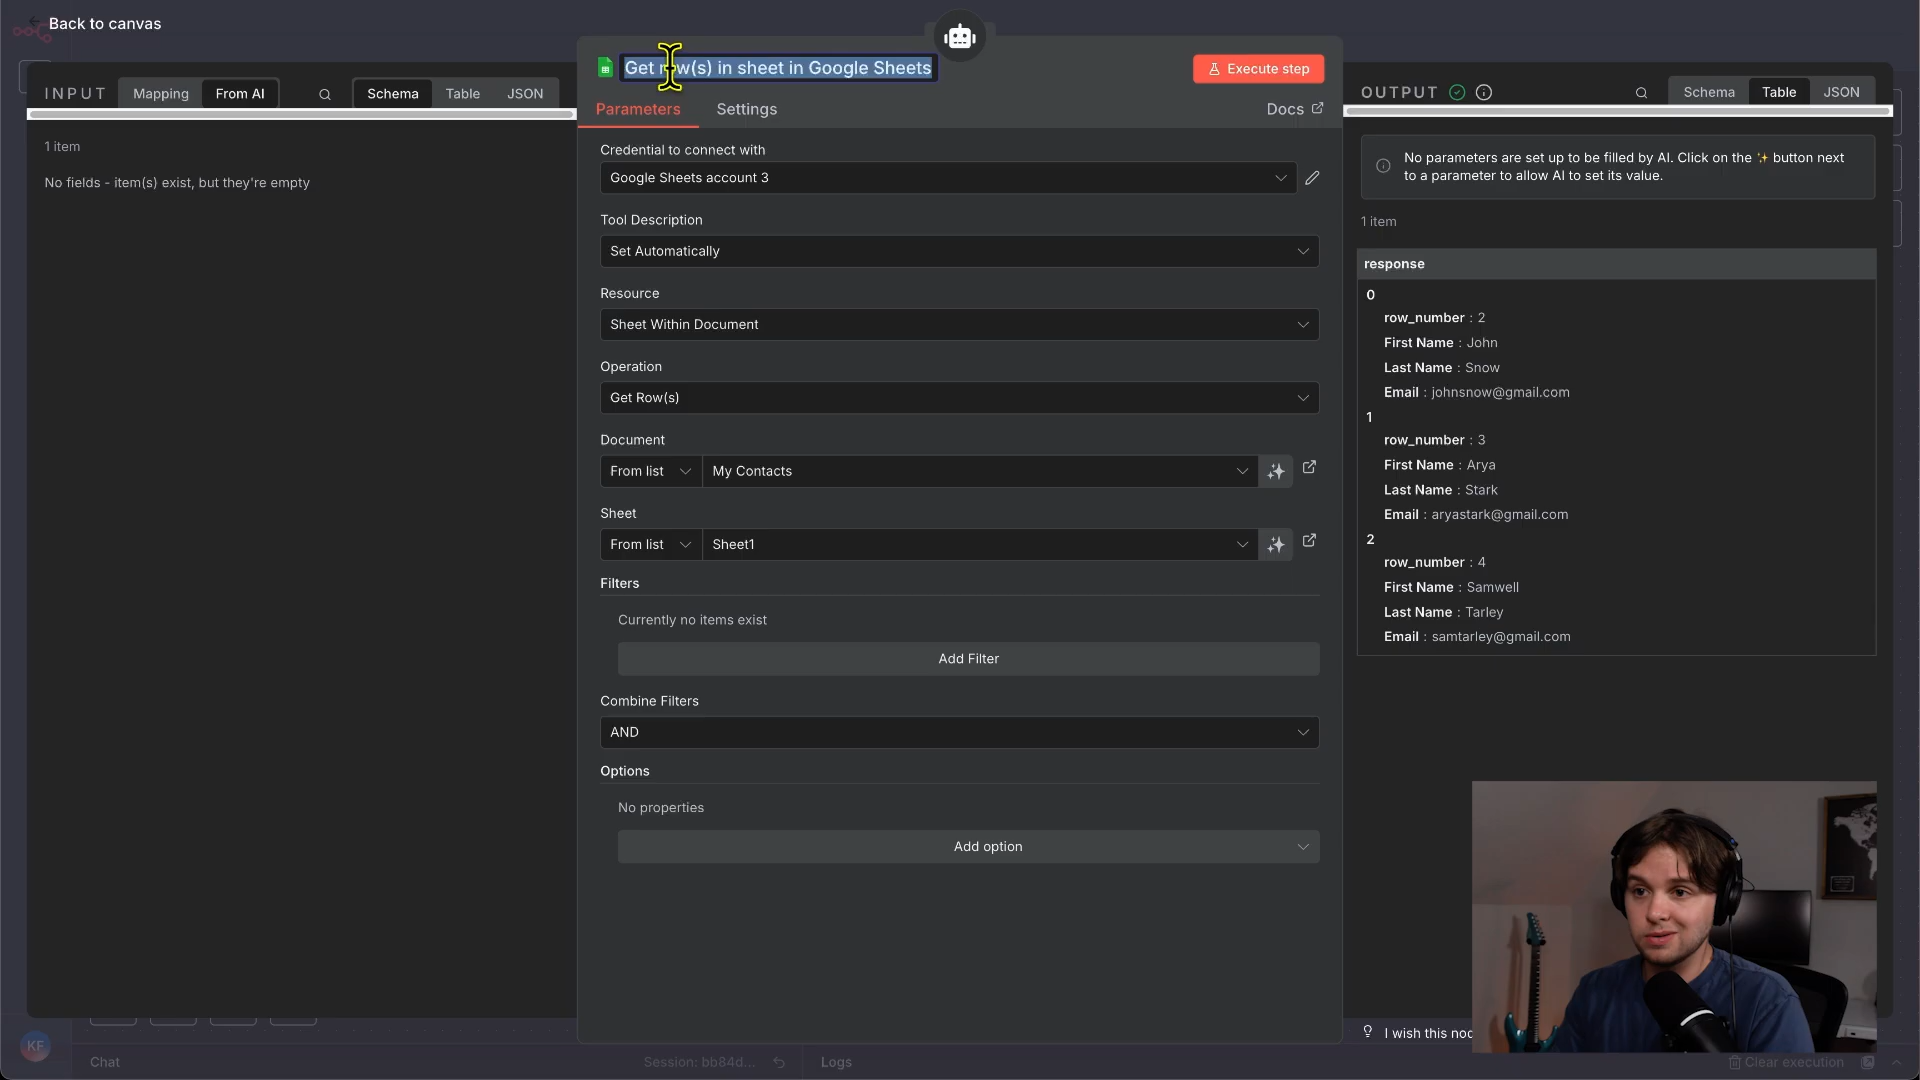 Back to canvas
Get row(s) in sheet in Google Sheets
Execute step
INPUT
Mapping
From AI
Schema
Table
JSON
Parameters
Settings
Docs
OUTPUT
Schema
Table
JSON
1 item
No fields - item(s) exist, but they're empty
Credential to connect with
Google Sheets account 3
Tool Description
Set Automatically
Resource
Sheet Within Document
Operation
Get Row(s)
Document
From list
My Contacts
Sheet
From list
Sheet1
Filters
Currently no items exist
Add Filter
Combine Filters
AND
Options
No properties
Add option
No parameters are set up to be filled by AI. Click on the ✨ button next
to a parameter to allow AI to set its value.
1 item
response
0
row_number : 2
First Name : John
Last Name : Snow
Email : johnsnow@gmail.com
1
row_number : 3
First Name : Arya
Last Name : Stark
Email : aryastark@gmail.com
2
row_number : 4
First Name : Samwell
Last Name : Tarley
Email : samtarley@gmail.com
I wish this
KF
Chat
Session: bb84d...
Logs
Clear execution